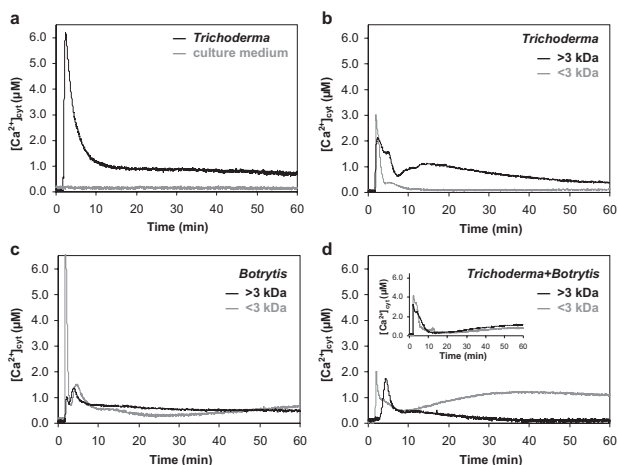 a
Trichoderma
culture medium
[Ca2+]cyt (µM)
6.0
5.0
4.0
3.0
2.0
1.0
0.0
0 10 20 30 40 50 60
Time (min)
b
Trichoderma
>3 kDa
<3 kDa
[Ca2+]cyt (µM)
6.0
5.0
4.0
3.0
2.0
1.0
0.0
0 10 20 30 40 50 60
Time (min)
c
Botrytis
>3 kDa
<3 kDa
[Ca2+]cyt (µM)
6.0
5.0
4.0
3.0
2.0
1.0
0.0
0 10 20 30 40 50 60
Time (min)
d
Trichoderma+Botrytis
>3 kDa
<3 kDa
[Ca2+]cyt (µM)
6.0
5.0
4.0
3.0
2.0
1.0
0.0
0 10 20 30 40 50 60
Time (min)
[Ca2+]cyt (µM)
6.0
4.0
2.0
0.0
0 10 20 30 40 50 60
Time (min)